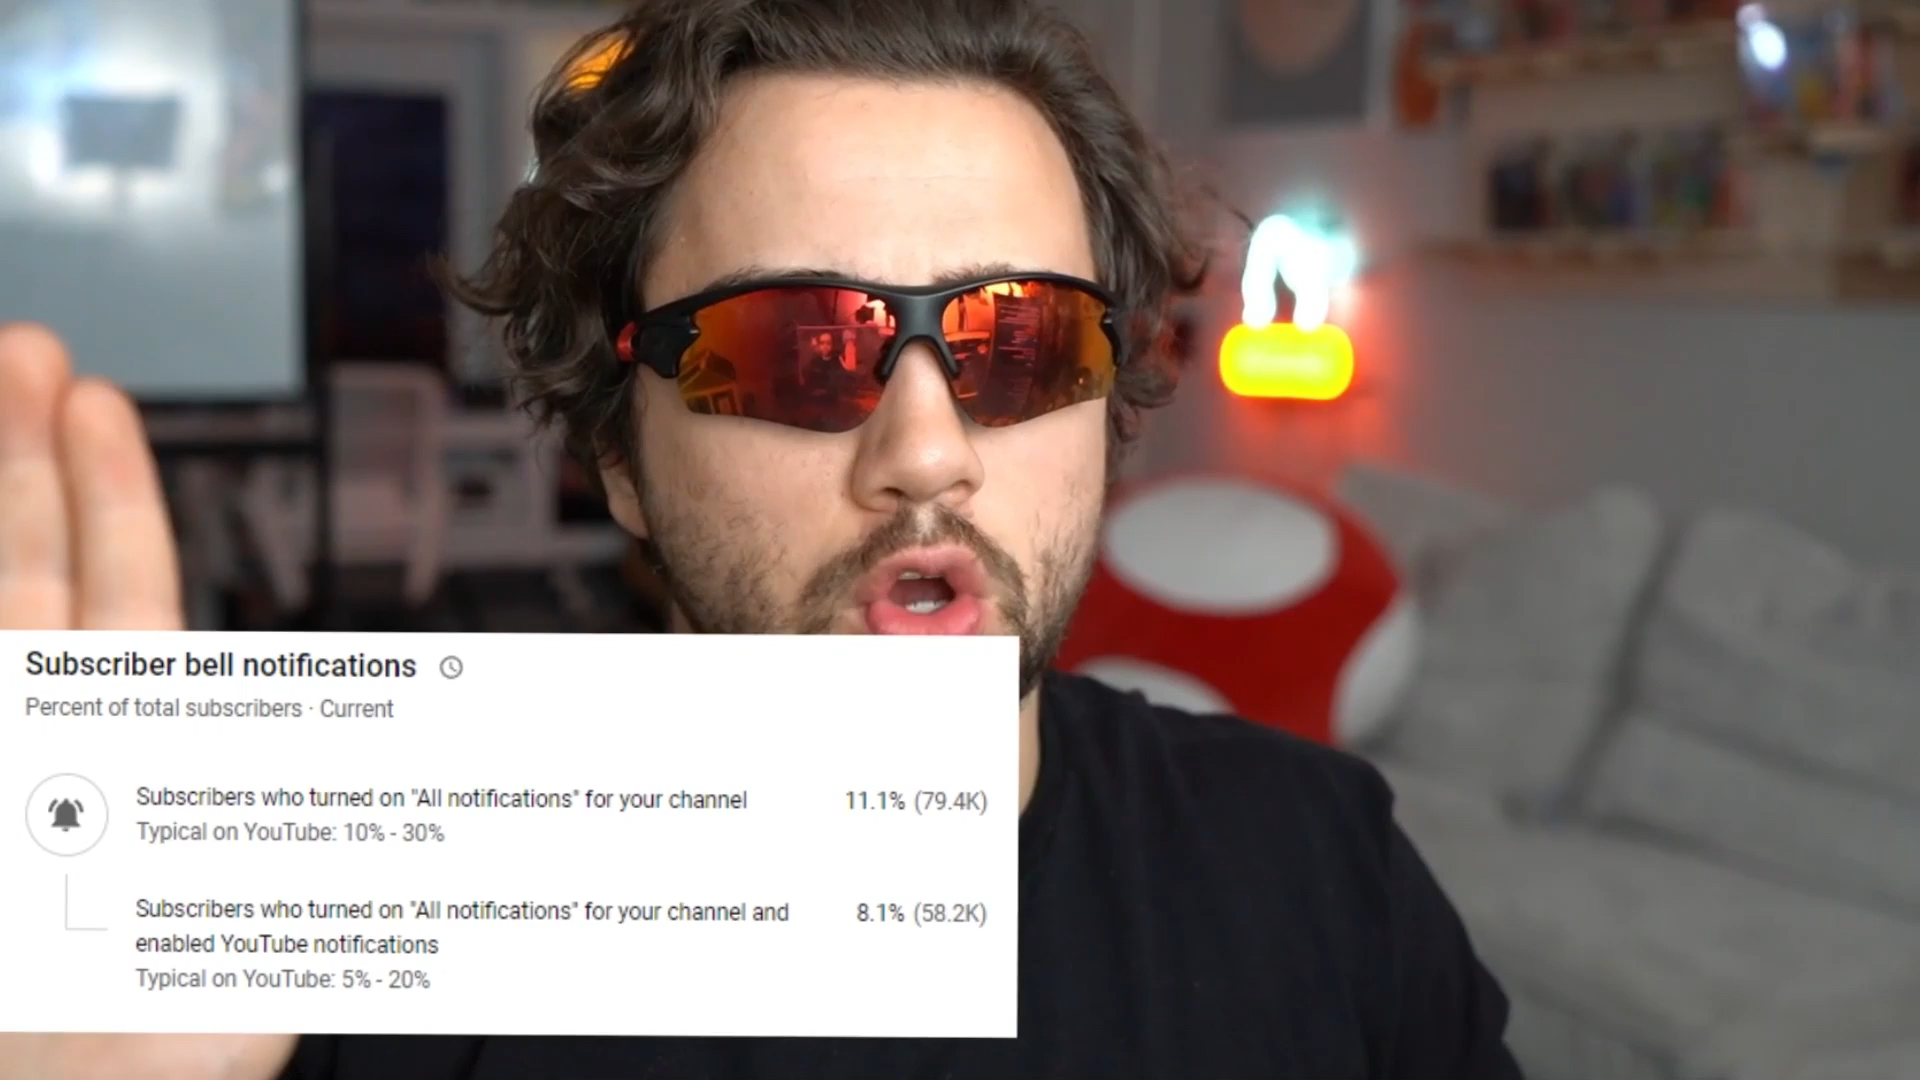 Subscriber bell notifications
Percent of total subscribers · Current
Subscribers who turned on "All notifications" for your channel 11.1% (79.4K)
Typical on YouTube: 10% - 30%
Subscribers who turned on "All notifications" for your channel and 8.1% (58.2K)
enabled YouTube notifications
Typical on YouTube: 5% - 20%